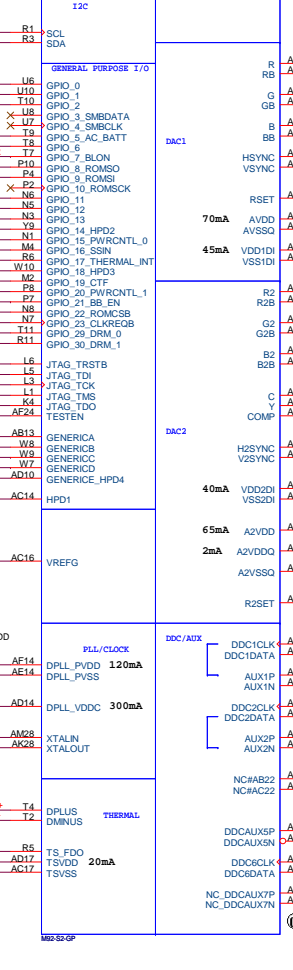 I2C
R1 SCL
R3 SDA
GENERAL PURPOSE I/O
U6 GPIO_0
U10 GPIO_1
T10 GPIO_2
U8 GPIO_3_SMBDATA
U7 GPIO_4_SMBCLK
T9 GPIO_5_AC_BATT
T8 GPIO_6
T7 GPIO_7_BLON
P10 GPIO_8_ROMSO
P4 GPIO_9_ROMSI
P2 GPIO_10_ROMSCK
N6 GPIO_11
N5 GPIO_12
N3 GPIO_13
Y9 GPIO_14_HPD2
N1 GPIO_15_PWRCNTL_0
M4 GPIO_16_SSIN
R6 GPIO_17_THERMAL_INT
W10 GPIO_18_HPD3
M2 GPIO_19_CTF
P8 GPIO_20_PWRCNTL_1
P7 GPIO_21_BB_EN
N8 GPIO_22_ROMCSB
N7 GPIO_23_CLKREQB
T11 GPIO_29_DRM_0
R11 GPIO_30_DRM_1
L6 JTAG_TRSTB
L5 JTAG_TDI
L3 JTAG_TCK
L1 JTAG_TMS
K4 JTAG_TDO
AF24 TESTEN
AB13 GENERICA
W8 GENERICB
W9 GENERICC
W7 GENERICD
AD10 GENERICE_HPD4
AC14 HPD1
AC16 VREFG
DD
PLL/CLOCK
AF14 DPLL_PVDD 120mA
AE14 DPLL_PVSS
AD14 DPLL_VDDC 300mA
AM28 XTALIN
AK28 XTALOUT
T4 DPLUS
THERMAL
T2 DMINUS
R5 TS_FDO
AD17 TSVDD 20mA
AC17 TSVSS
M92-S2-GP
DAC1
R
RB
G
GB
B
BB
HSYNC
VSYNC
RSET
70mA AVDD
AVSSQ
45mA VDD1DI
VSS1DI
DAC2
R2
R2B
G2
G2B
B2
B2B
C
Y
COMP
H2SYNC
V2SYNC
40mA VDD2DI
VSS2DI
65mA A2VDD
2mA A2VDDQ
A2VSSQ
R2SET
DDC/AUX
DDC1CLK
DDC1DATA
AUX1P
AUX1N
DDC2CLK
DDC2DATA
AUX2P
AUX2N
NC#AB22
NC#AC22
DDCAUX5P
DDCAUX5N
DDC6CLK
DDC6DATA
NC_DDCAUX7P
NC_DDCAUX7N